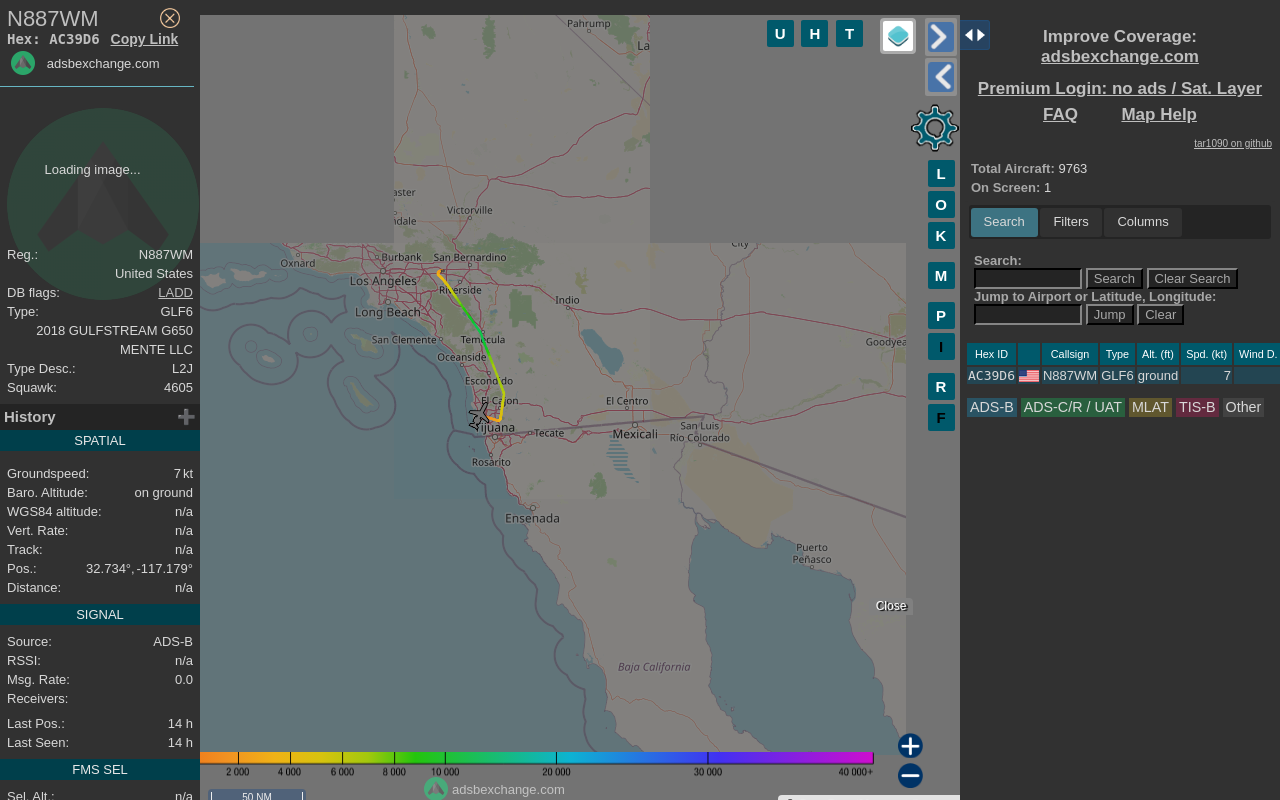 N887WM
Hex: AC39D6 Copy Link
adsbexchange.com
Loading image...
Reg.: N887WM
United States
DB flags: LADD
Type: GLF6
2018 GULFSTREAM G650
MENTE LLC
Type Desc.: L2J
Squawk: 4605
History
SPATIAL
Groundspeed: 7 kt
Baro. Altitude: on ground
WGS84 altitude: n/a
Vert. Rate: n/a
Track: n/a
Pos.: 32.734°, -117.179°
Distance: n/a
SIGNAL
Source: ADS-B
RSSI: n/a
Msg. Rate: 0.0
Receivers:
Last Pos.: 14 h
Last Seen: 14 h
FMS SEL
Sel. Alt.: n/a
Pahrump
La
aster
dale
Victorville
City
Oxnard
Burbank
San Bernardino
Los Angeles
Riverside
Indio
Long Beach
San Clemente
Temecula
Goodyea
Oceanside
Escondido
El Cajon
El Centro
Tijuana
Tecate
Mexicali
San Luis
Río Colorado
Rosarito
Ensenada
Puerto
Peñasco
Baja California
Close
U H T
L
O
K
M
P
I
R
F
2 000 4 000 6 000 8 000 10 000 20 000 30 000 40 000+
adsbexchange.com
50 NM
Improve Coverage:
adsbexchange.com
Premium Login: no ads / Sat. Layer
FAQ Map Help
tar1090 on github
Total Aircraft: 9763
On Screen: 1
Search Filters Columns
Search:
Search Clear Search
Jump to Airport or Latitude, Longitude:
Jump Clear
Hex ID Callsign Type Alt. (ft) Spd. (kt) Wind D.
AC39D6 N887WM GLF6 ground 7
ADS-B ADS-C/R / UAT MLAT TIS-B Other